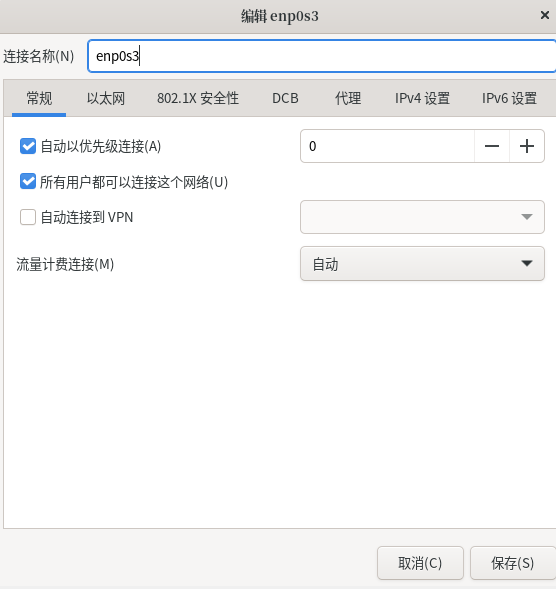 编辑 enp0s3 ×
连接名称(N) enp0s3
常规 以太网 802.1X 安全性 DCB 代理 IPv4 设置 IPv6 设置
自动以优先级连接(A) 0 — +
所有用户都可以连接这个网络(U)
自动连接到 VPN
流量计费连接(M) 自动
取消(C) 保存(S)